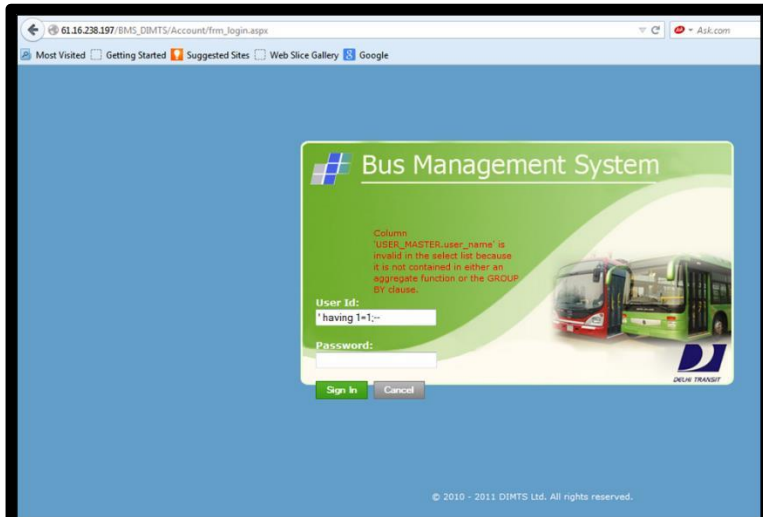 61.16.238.197/BMS_DIMTS/Account/frm_login.aspx
Ask.com
Most Visited Getting Started Suggested Sites Web Slice Gallery Google
Bus Management System
Column
'USER_MASTER.user_name' is
invalid in the select list because
it is not contained in either an
aggregate function or the GROUP
BY clause.
User Id:
' having 1=1;--
Password:
DELHI TRANSIT
Sign In Cancel
© 2010 - 2011 DIMTS Ltd. All rights reserved.